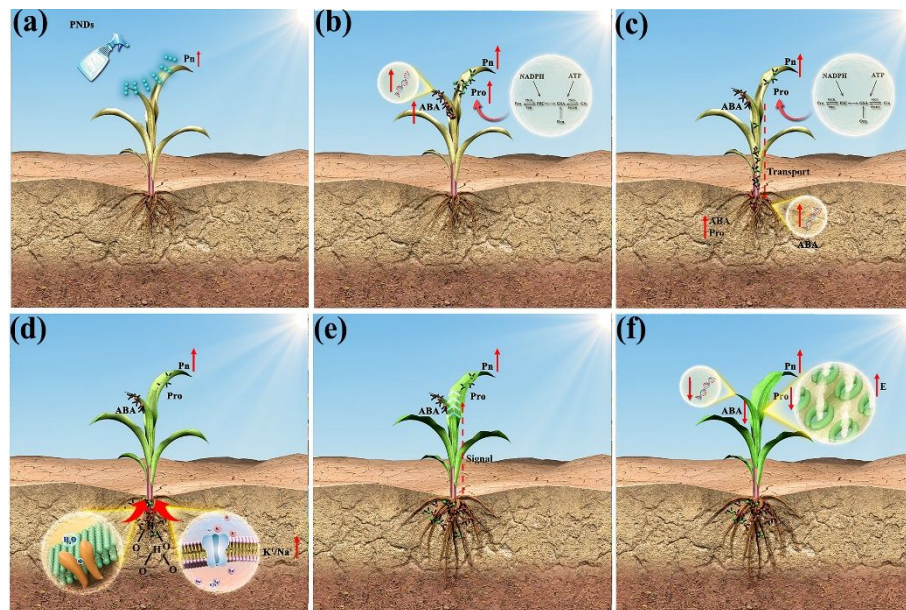 (a)
PNDs
Pn
(b)
Pn
Pro
ABA
NADPH
ATP
(c)
Pn
Pro
NADPH
ATP
Transport
ABA
Pro
ABA
(d)
Pn
Pro
ABA
H₂O
O
O
H
O
O
K⁺/Na⁺
(e)
Pn
Pro
ABA
Signal
(f)
Pn
Pro
ABA
E